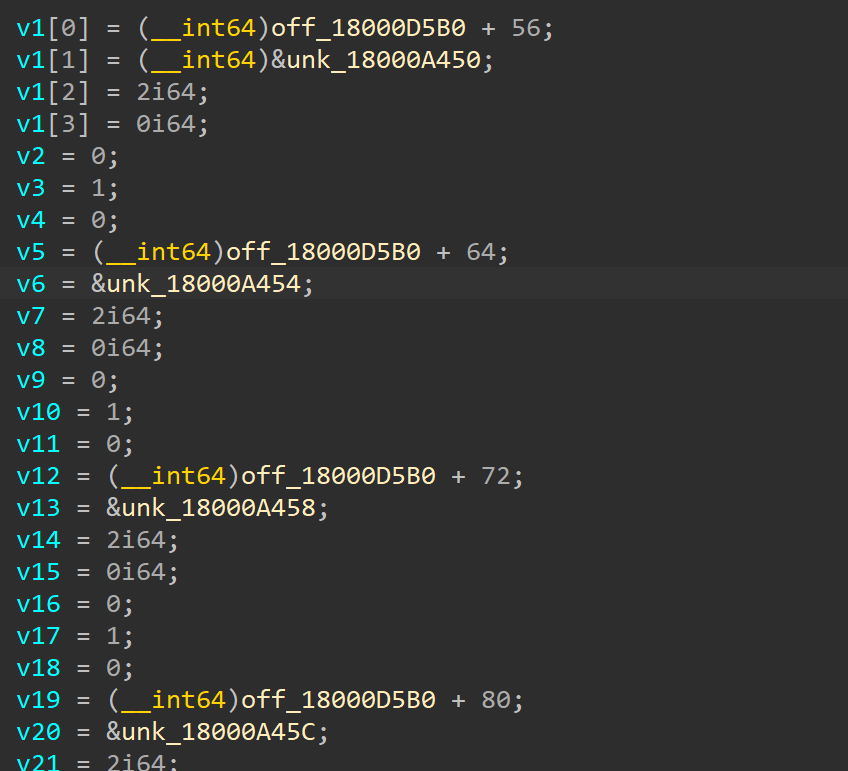 v1[0] = (__int64)off_18000D5B0 + 56;
v1[1] = (__int64)&unk_18000A450;
v1[2] = 2i64;
v1[3] = 0i64;
v2 = 0;
v3 = 1;
v4 = 0;
v5 = (__int64)off_18000D5B0 + 64;
v6 = &unk_18000A454;
v7 = 2i64;
v8 = 0i64;
v9 = 0;
v10 = 1;
v11 = 0;
v12 = (__int64)off_18000D5B0 + 72;
v13 = &unk_18000A458;
v14 = 2i64;
v15 = 0i64;
v16 = 0;
v17 = 1;
v18 = 0;
v19 = (__int64)off_18000D5B0 + 80;
v20 = &unk_18000A45C;
v21 = 2i64;